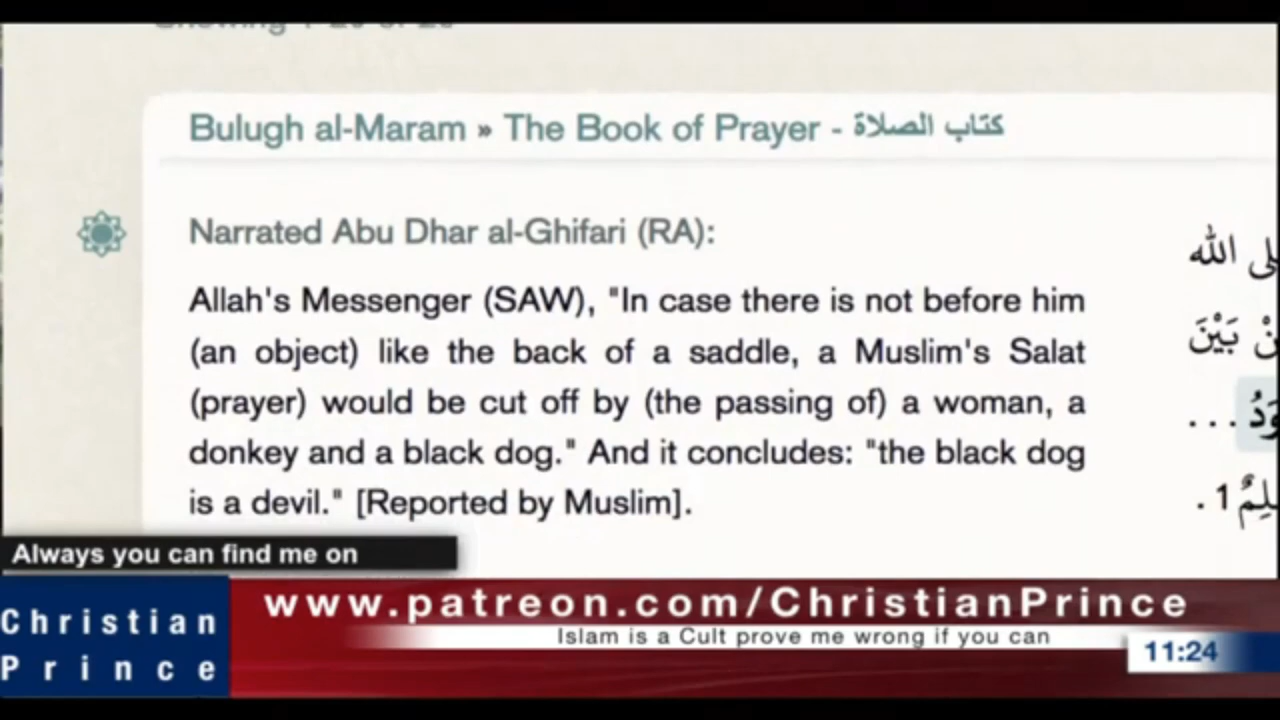 Bulugh al-Maram » The Book of Prayer - كتاب الصلاة
Narrated Abu Dhar al-Ghifari (RA):
Allah's Messenger (SAW), "In case there is not before him
(an object) like the back of a saddle, a Muslim's Salat
(prayer) would be cut off by (the passing of) a woman, a
donkey and a black dog." And it concludes: "the black dog
is a devil." [Reported by Muslim].
الله
بَيْنَ
Always you can find me on
www.patreon.com/ChristianPrince
Christian
Prince
Islam is a Cult prove me wrong if you can
11:24